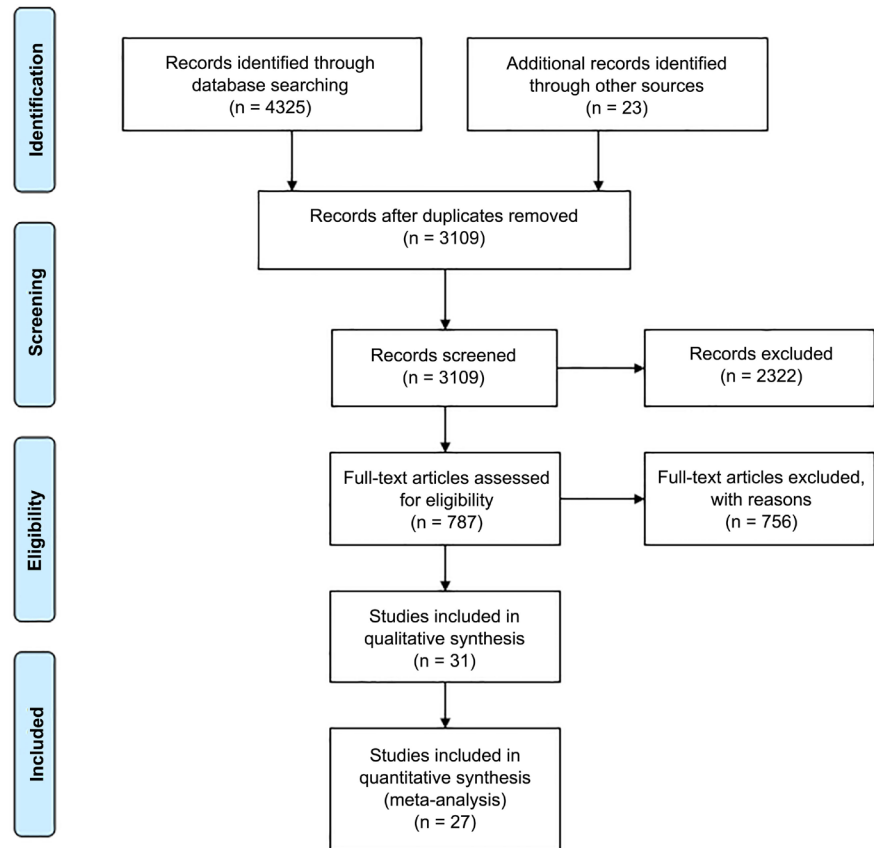 Identification
Records identified through
database searching
(n = 4325)
Additional records identified
through other sources
(n = 23)
Records after duplicates removed
(n = 3109)
Screening
Records screened
(n = 3109)
Records excluded
(n = 2322)
Eligibility
Full-text articles assessed
for eligibility
(n = 787)
Full-text articles excluded,
with reasons
(n = 756)
Studies included in
qualitative synthesis
(n = 31)
Included
Studies included in
quantitative synthesis
(meta-analysis)
(n = 27)